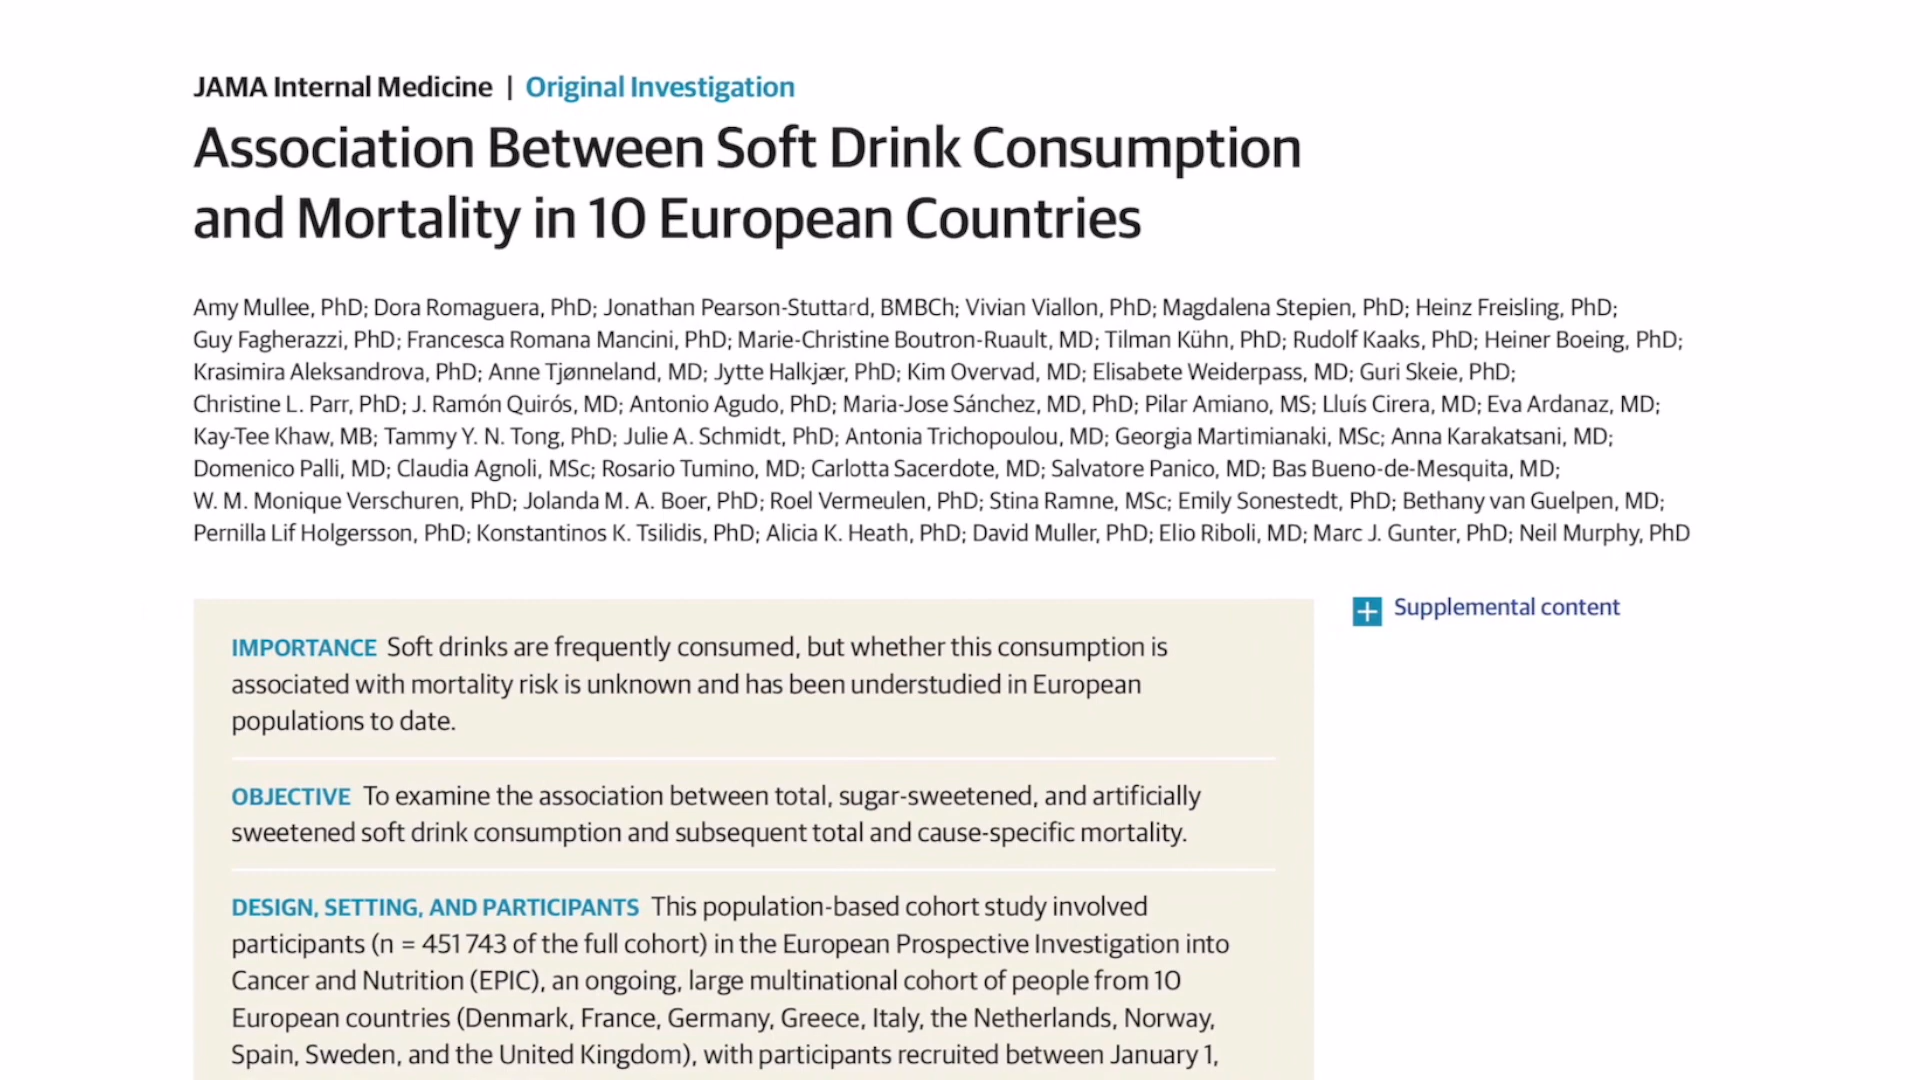 JAMA Internal Medicine | Original Investigation
Association Between Soft Drink Consumption
and Mortality in 10 European Countries
Amy Mullee, PhD; Dora Romaguera, PhD; Jonathan Pearson-Stuttard, BMBCh; Vivian Viallon, PhD; Magdalena Stepien, PhD; Heinz Freisling, PhD;
Guy Fagherazzi, PhD; Francesca Romana Mancini, PhD; Marie-Christine Boutron-Ruault, MD; Tilman Kühn, PhD; Rudolf Kaaks, PhD; Heiner Boeing, PhD;
Krasimira Aleksandrova, PhD; Anne Tjønneland, MD; Jytte Halkjær, PhD; Kim Overvad, MD; Elisabete Weiderpass, MD; Guri Skeie, PhD;
Christine L. Parr, PhD; J. Ramón Quirós, MD; Antonio Agudo, PhD; Maria-Jose Sánchez, MD, PhD; Pilar Amiano, MS; Lluís Cirera, MD; Eva Ardanaz, MD;
Kay-Tee Khaw, MB; Tammy Y. N. Tong, PhD; Julie A. Schmidt, PhD; Antonia Trichopoulou, MD; Georgia Martimianaki, MSc; Anna Karakatsani, MD;
Domenico Palli, MD; Claudia Agnoli, MSc; Rosario Tumino, MD; Carlotta Sacerdote, MD; Salvatore Panico, MD; Bas Bueno-de-Mesquita, MD;
W. M. Monique Verschuren, PhD; Jolanda M. A. Boer, PhD; Roel Vermeulen, PhD; Stina Ramne, MSc; Emily Sonestedt, PhD; Bethany van Guelpen, MD;
Pernilla Lif Holgersson, PhD; Konstantinos K. Tsilidis, PhD; Alicia K. Heath, PhD; David Muller, PhD; Elio Riboli, MD; Marc J. Gunter, PhD; Neil Murphy, PhD
Supplemental content
IMPORTANCE Soft drinks are frequently consumed, but whether this consumption is
associated with mortality risk is unknown and has been understudied in European
populations to date.
OBJECTIVE To examine the association between total, sugar-sweetened, and artificially
sweetened soft drink consumption and subsequent total and cause-specific mortality.
DESIGN, SETTING, AND PARTICIPANTS This population-based cohort study involved
participants (n = 451 743 of the full cohort) in the European Prospective Investigation into
Cancer and Nutrition (EPIC), an ongoing, large multinational cohort of people from 10
European countries (Denmark, France, Germany, Greece, Italy, the Netherlands, Norway,
Spain, Sweden, and the United Kingdom), with participants recruited between January 1,